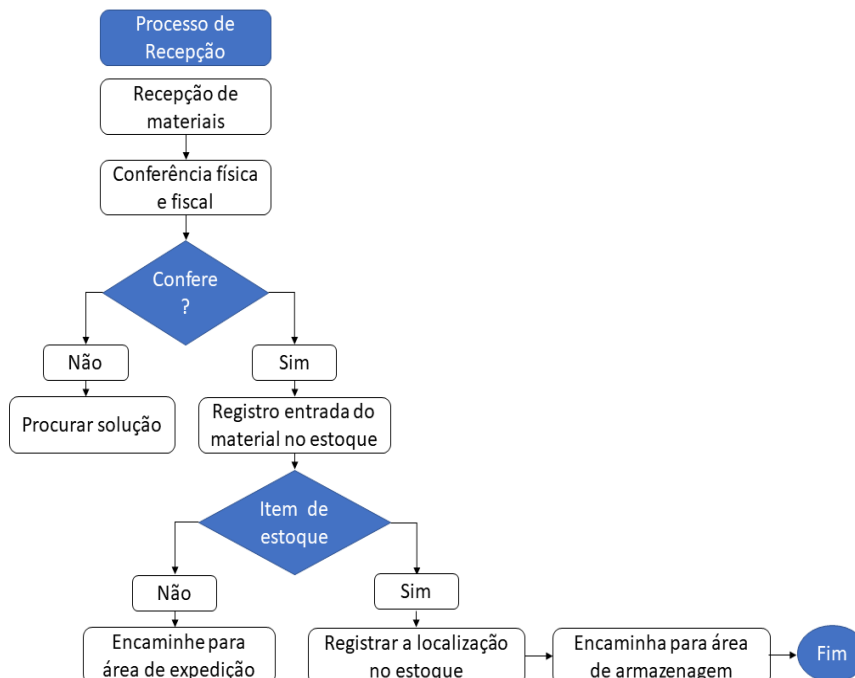 Processo de
Recepção
Recepção de
materiais
Conferência física
e fiscal
Confere
?
Não
Sim
Procurar solução
Registro entrada do
material no estoque
Item de
estoque
Não
Sim
Encaminhe para
área de expedição
Registrar a localização
no estoque
Encaminha para área
de armazenagem
Fim